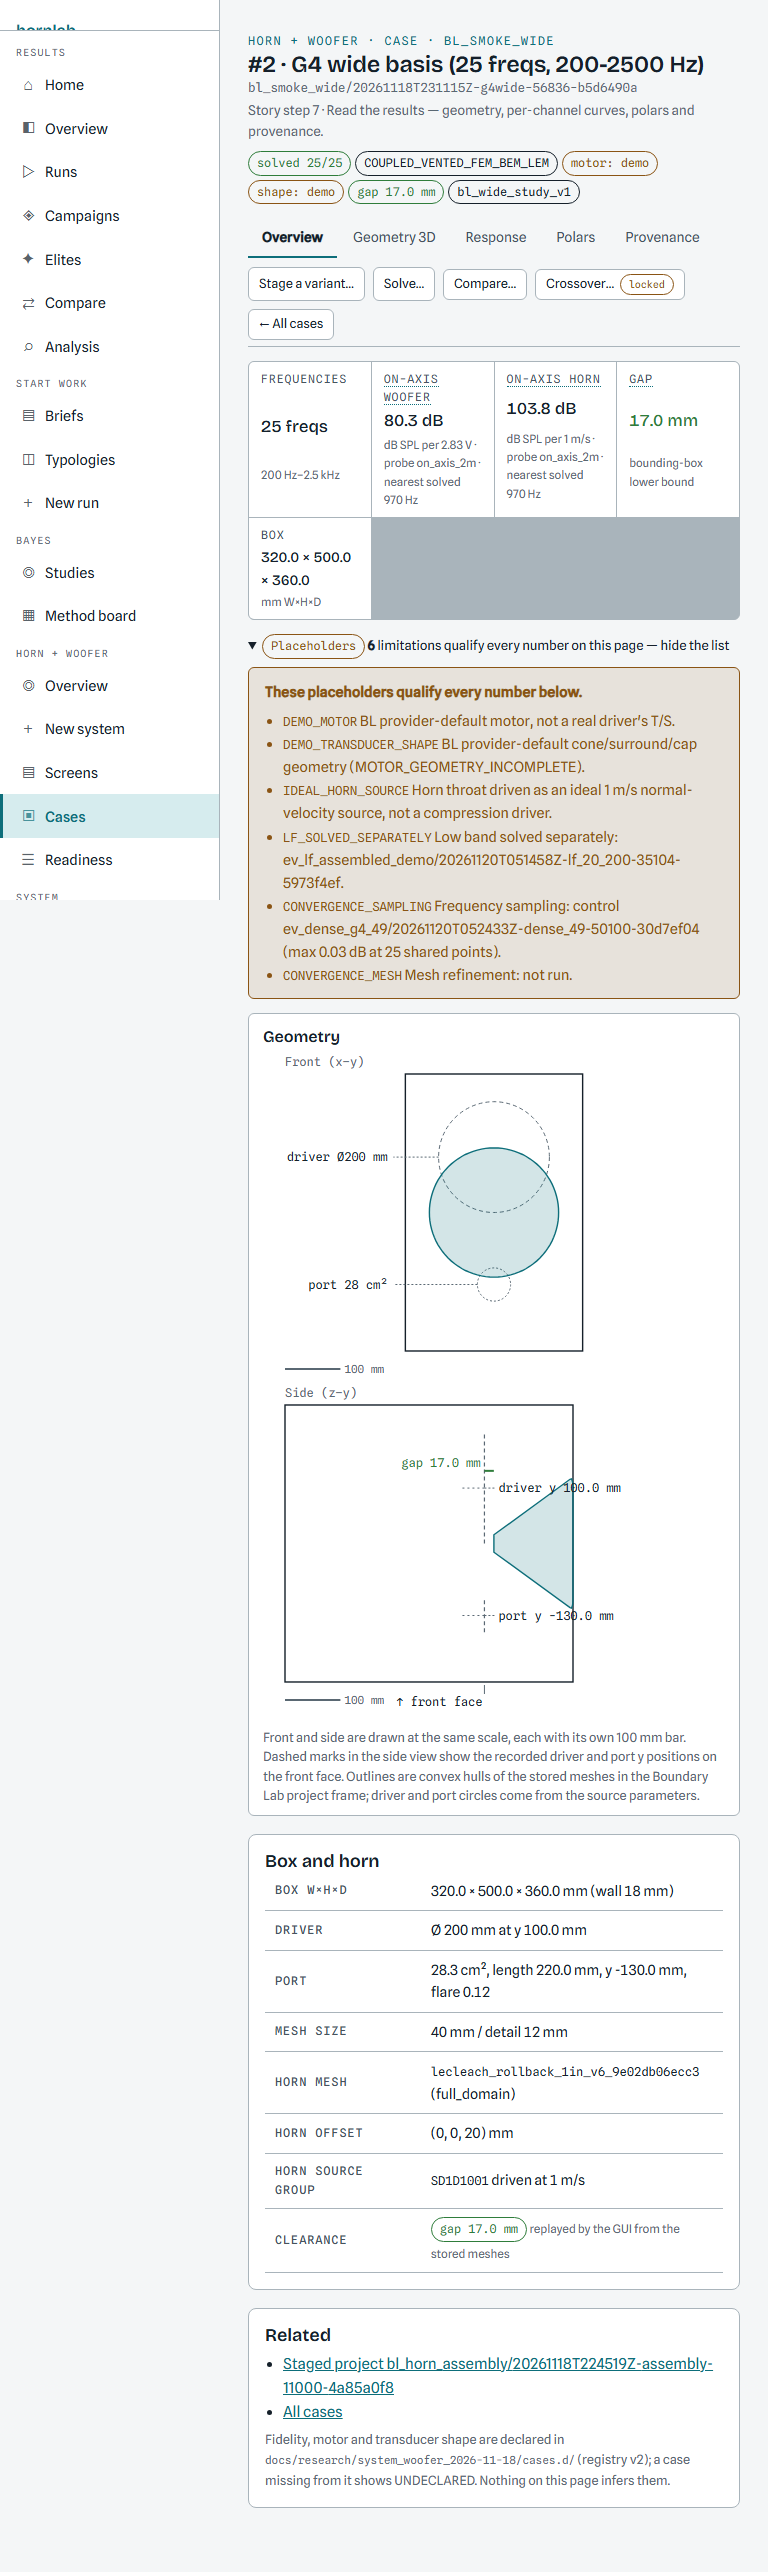 RESULTS
⌂ Home
◧ Overview
▷ Runs
◈ Campaigns
✦ Elites
⇄ Compare
⌕ Analysis
START WORK
▤ Briefs
◫ Typologies
+ New run
BAYES
◎ Studies
▦ Method board
HORN + WOOFER
◎ Overview
+ New system
▤ Screens
▣ Cases
☰ Readiness
SYSTEM
HORN + WOOFER · CASE · BL_SMOKE_WIDE
#2 · G4 wide basis (25 freqs, 200-2500 Hz)
bl_smoke_wide/20261118T231115Z-g4wide-56836-b5d6490a
Story step 7 · Read the results — geometry, per-channel curves, polars and
provenance.
solved 25/25 COUPLED_VENTED_FEM_BEM_LEM motor: demo
shape: demo gap 17.0 mm bl_wide_study_v1
Overview Geometry 3D Response Polars Provenance
Stage a variant... Solve... Compare... Crossover... locked
← All cases
FREQUENCIES
25 freqs
200 Hz–2.5 kHz
ON-AXIS
WOOFER
80.3 dB
dB SPL per 2.83 V ·
probe on_axis_2m ·
nearest solved
970 Hz
ON-AXIS HORN
103.8 dB
dB SPL per 1 m/s ·
probe on_axis_2m ·
nearest solved
970 Hz
GAP
17.0 mm
bounding-box
lower bound
BOX
320.0 × 500.0
× 360.0
mm W×H×D
▼ Placeholders 6 limitations qualify every number on this page — hide the list
These placeholders qualify every number below.
• DEMO_MOTOR BL provider-default motor, not a real driver's T/S.
• DEMO_TRANSDUCER_SHAPE BL provider-default cone/surround/cap
geometry (MOTOR_GEOMETRY_INCOMPLETE).
• IDEAL_HORN_SOURCE Horn throat driven as an ideal 1 m/s normal-
velocity source, not a compression driver.
• LF_SOLVED_SEPARATELY Low band solved separately:
ev_lf_assembled_demo/20261120T051458Z-lf_20_200-35104-
5973f4ef.
• CONVERGENCE_SAMPLING Frequency sampling: control
ev_dense_g4_49/20261120T052433Z-dense_49-50100-30d7ef04
(max 0.03 dB at 25 shared points).
• CONVERGENCE_MESH Mesh refinement: not run.
Geometry
Front (x-y)
driver Ø200 mm
port 28 cm²
100 mm
Side (z-y)
gap 17.0 mm
driver y 100.0 mm
port y -130.0 mm
100 mm ↑ front face
Front and side are drawn at the same scale, each with its own 100 mm bar.
Dashed marks in the side view show the recorded driver and port y positions on
the front face. Outlines are convex hulls of the stored meshes in the Boundary
Lab project frame; driver and port circles come from the source parameters.
Box and horn
BOX W×H×D 320.0 × 500.0 × 360.0 mm (wall 18 mm)
DRIVER Ø 200 mm at y 100.0 mm
PORT 28.3 cm², length 220.0 mm, y -130.0 mm,
flare 0.12
MESH SIZE 40 mm / detail 12 mm
HORN MESH lecleach_rollback_1in_v6_9e02db06ecc3
(full_domain)
HORN OFFSET (0, 0, 20) mm
HORN SOURCE
GROUP SD1D1001 driven at 1 m/s
CLEARANCE gap 17.0 mm replayed by the GUI from the
stored meshes
Related
• Staged project bl_horn_assembly/20261118T224519Z-assembly-
11000-4a85a0f8
• All cases
Fidelity, motor and transducer shape are declared in
docs/research/system_woofer_2026-11-18/cases.d/ (registry v2); a case
missing from it shows UNDECLARED. Nothing on this page infers them.